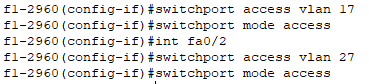 f1-2960(config-if)#switchport access vlan 17
f1-2960(config-if)#switchport mode access
f1-2960(config-if)#int fa0/2
f1-2960(config-if)#switchport access vlan 27
f1-2960(config-if)#switchport mode access